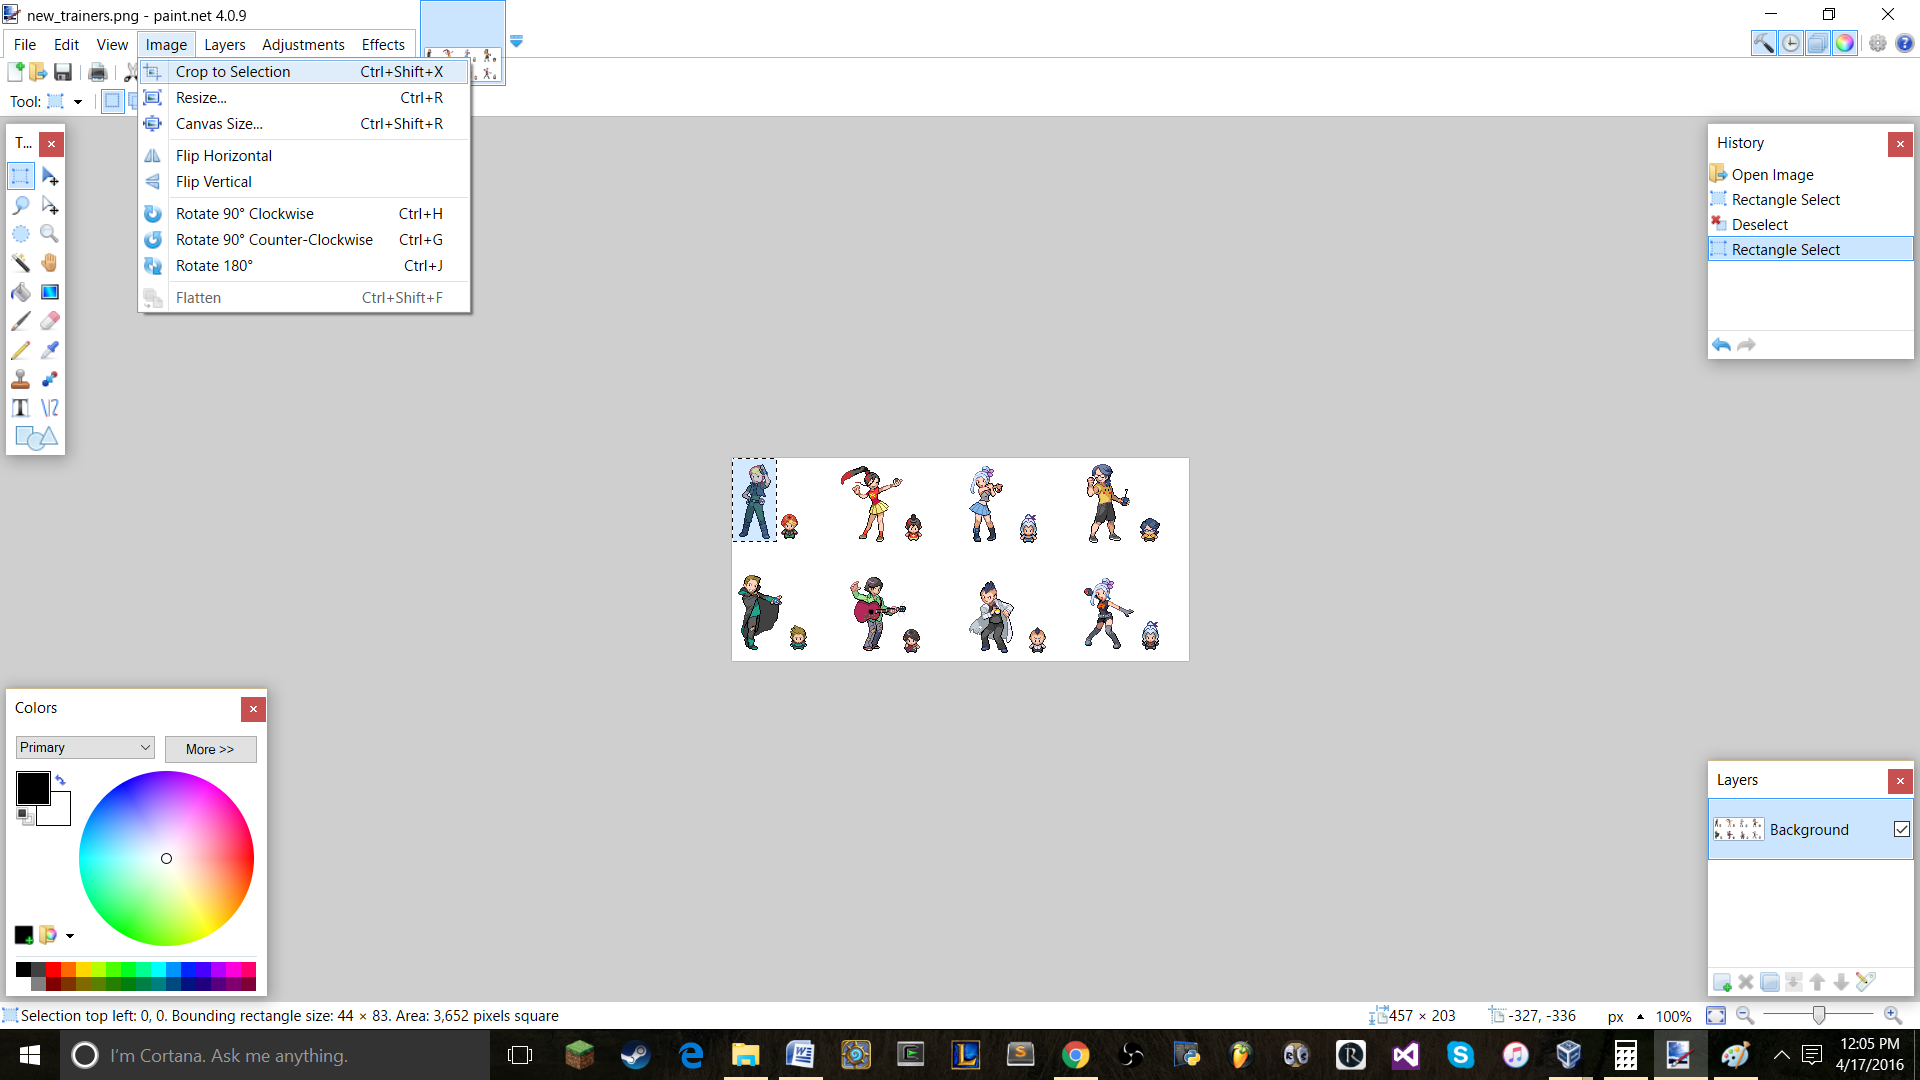 new_trainers.png - paint.net 4.0.9
File Edit View Image Layers Adjustments Effects
Tool:
Crop to Selection Ctrl+Shift+X
Resize... Ctrl+R
Canvas Size... Ctrl+Shift+R
Flip Horizontal
Flip Vertical
Rotate 90° Clockwise Ctrl+H
Rotate 90° Counter-Clockwise Ctrl+G
Rotate 180° Ctrl+J
Flatten Ctrl+Shift+F
T...
History
Open Image
Rectangle Select
Deselect
Rectangle Select
Colors
Primary
More >>
Layers
Background
Selection top left: 0, 0. Bounding rectangle size: 44 × 83. Area: 3,652 pixels square
457 × 203
-327, -336
px
100%
I'm Cortana. Ask me anything.
12:05 PM
4/17/2016